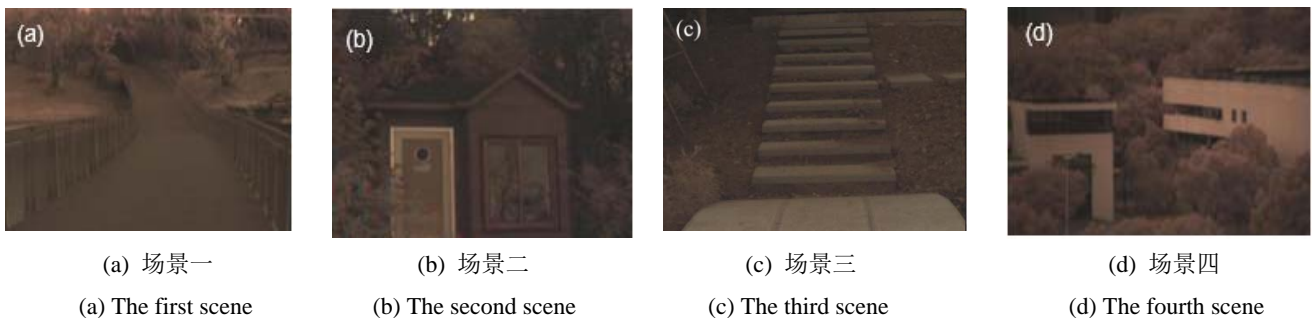 (a) (b) (c) (d)
(a) 场景一 (b) 场景二 (c) 场景三 (d) 场景四
(a) The first scene (b) The second scene (c) The third scene (d) The fourth scene